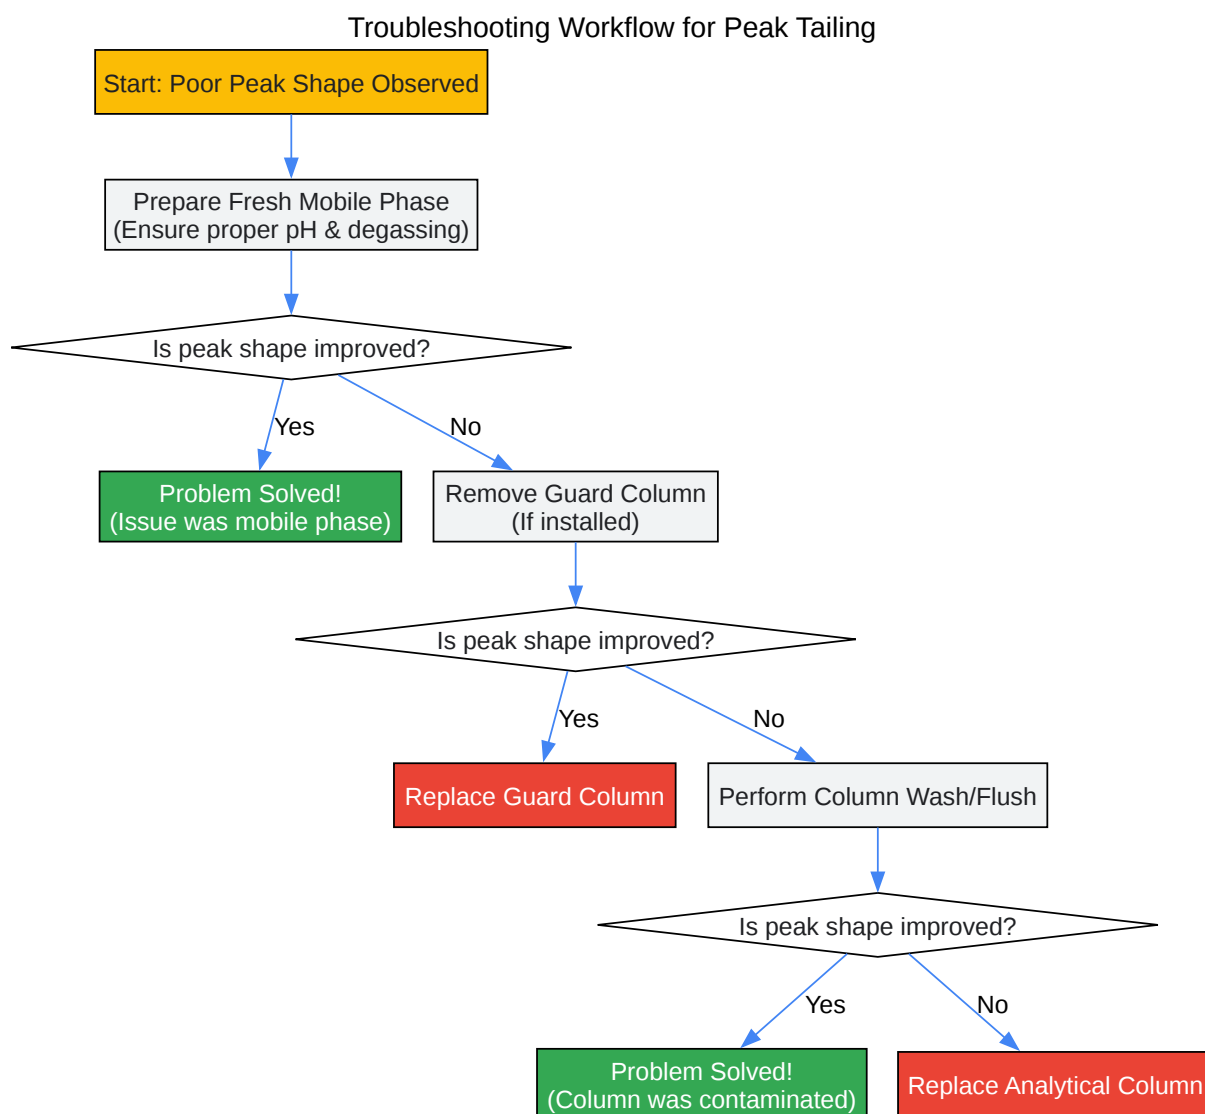 Troubleshooting Workflow for Peak Tailing
Start: Poor Peak Shape Observed
Prepare Fresh Mobile Phase
(Ensure proper pH & degassing)
Is peak shape improved?
Yes
No
Problem Solved!
(Issue was mobile phase)
Remove Guard Column
(If installed)
Is peak shape improved?
Yes
No
Replace Guard Column
Perform Column Wash/Flush
Is peak shape improved?
Yes
No
Problem Solved!
(Column was contaminated)
Replace Analytical Column